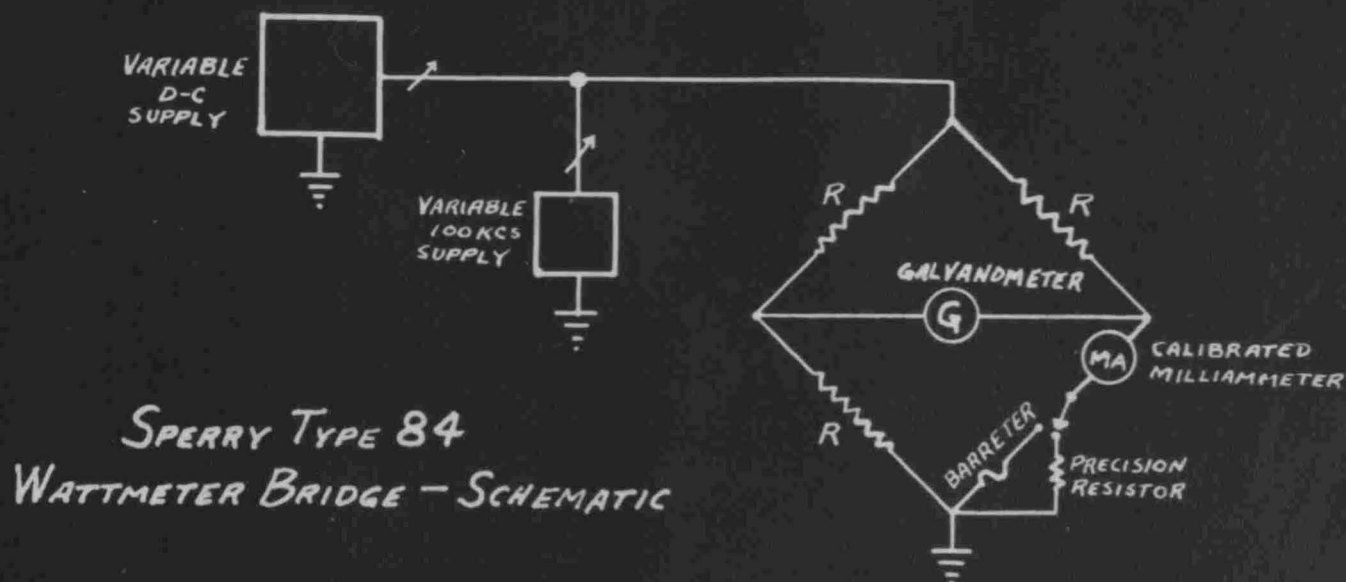 VARIABLE
D-C
SUPPLY
VARIABLE
100 KCS
SUPPLY
R
R
GALVANOMETER
G
MA
CALIBRATED
MILLIAMMETER
R
BARRETER
PRECISION
RESISTOR
SPERRY TYPE 84
WATTMETER BRIDGE - SCHEMATIC